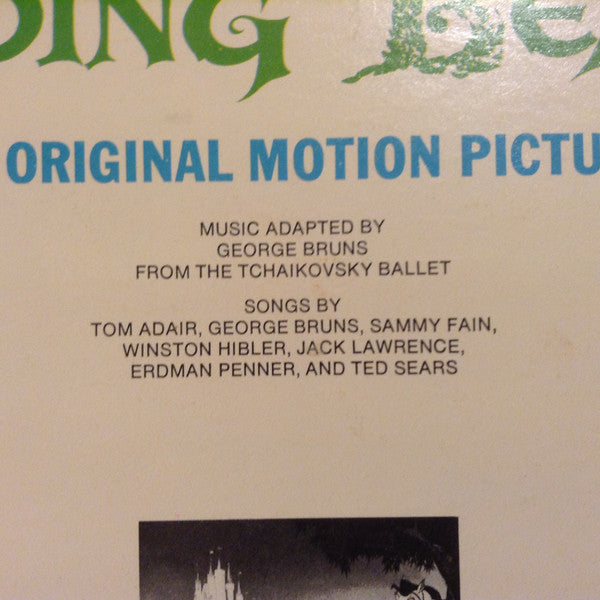 ORIGINAL MOTION PICTU
MUSIC ADAPTED BY
GEORGE BRUNS
FROM THE TCHAIKOVSKY BALLET
SONGS BY
TOM ADAIR, GEORGE BRUNS, SAMMY FAIN,
WINSTON HIBLER, JACK LAWRENCE,
ERDMAN PENNER, AND TED SEARS